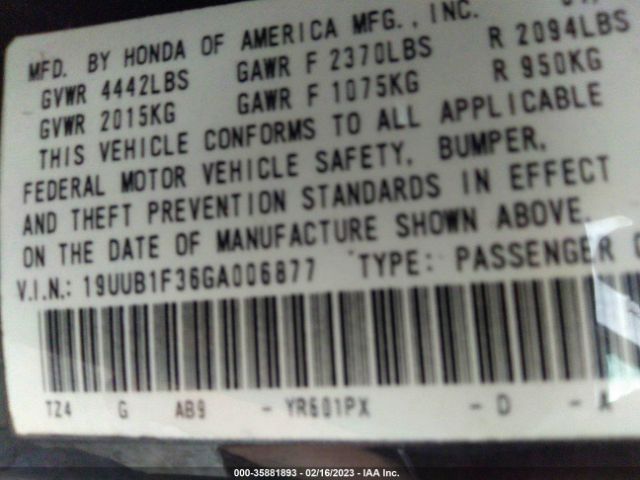 MFD. BY HONDA OF AMERICA MFG., INC.
GVWR 4442LBS GAWR F 2370LBS R 2094LBS
GVWR 2015KG GAWR F 1075KG R 950KG
THIS VEHICLE CONFORMS TO ALL APPLICABLE
FEDERAL MOTOR VEHICLE SAFETY, BUMPER,
AND THEFT PREVENTION STANDARDS IN EFFECT
ON THE DATE OF MANUFACTURE SHOWN ABOVE.
V.I.N.: 19UUB1F36GA006877 TYPE: PASSENGER
TZ4 G AB9 - YR601PX - D - A
000-35881893 - 02/16/2023 - IAA Inc.